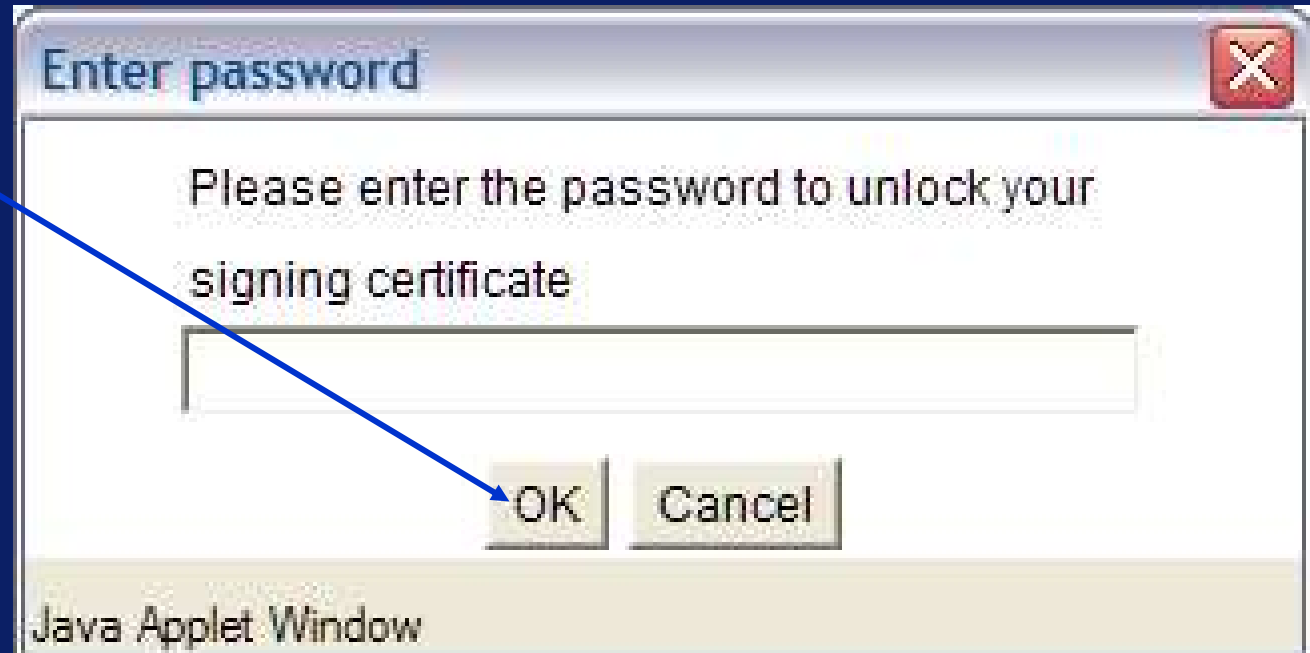 Enter password
Please enter the password to unlock your
signing certificate
OK Cancel
Java Applet Window